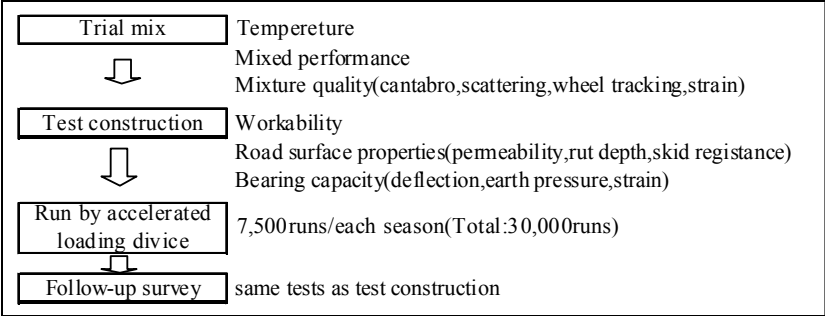 Trial mix
Tempereture
Mixed performance
Mixture quality(cantabro,scattering,wheel tracking,strain)
Test construction
Workability
Road surface properties(permeability,rut depth,skid registance)
Bearing capacity(deflection,earth pressure,strain)
Run by accelerated
loading divice
7,500runs/each season(Total:30,000runs)
Follow-up survey
same tests as test construction